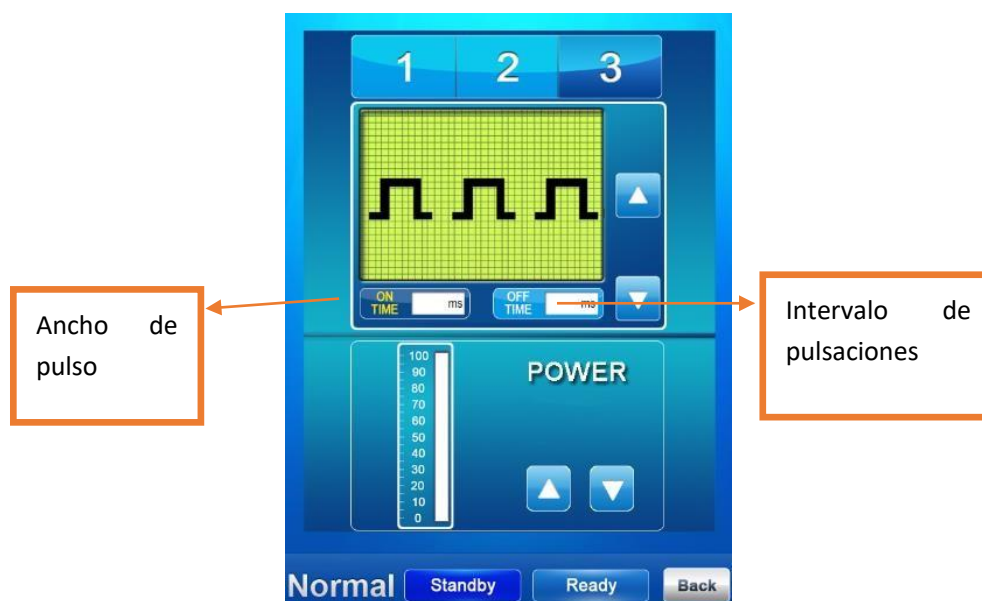 1 2 3
ON
TIME
ms
OFF
TIME
ms
Ancho de
pulso
Intervalo de
pulsaciones
100
90
80
70
60
50
40
30
20
10
0
POWER
Normal Standby Ready Back